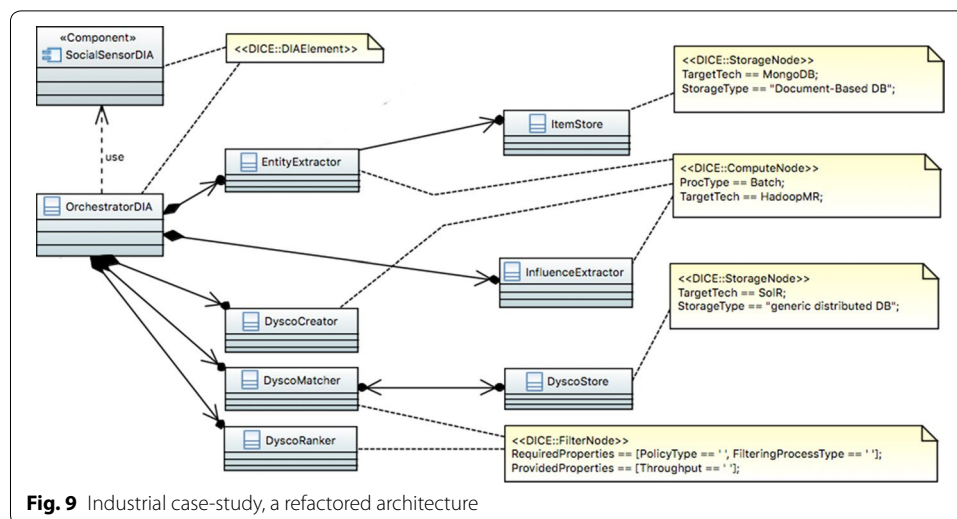 «Component»
SocialSensorDIA
<<DICE::DIAElement>>
<<DICE::StorageNode>>
TargetTech == MongoDB;
StorageType == "Document-Based DB";
use
EntityExtractor
ItemStore
<<DICE::ComputeNode>>
ProcType == Batch;
TargetTech == HadoopMR;
OrchestratorDIA
InfluenceExtractor
<<DICE::StorageNode>>
TargetTech == SolR;
StorageType == "generic distributed DB";
DyscoCreator
DyscoMatcher
DyscoStore
DyscoRanker
<<DICE::FilterNode>>
RequiredProperties == [PolicyType == ' ', FilteringProcessType == ' '];
ProvidedProperties == [Throughput == ' '];
Fig. 9 Industrial case-study, a refactored architecture